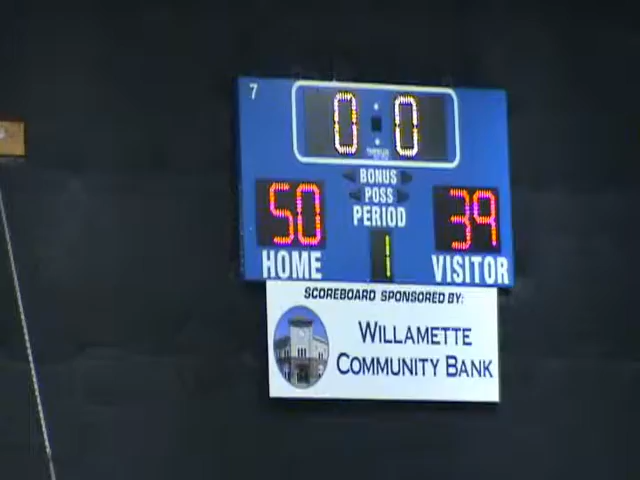 7
0 0
BONUS
POSS
PERIOD
50 1 39
HOME VISITOR
SCOREBOARD SPONSORED BY:
WILLAMETTE
COMMUNITY BANK